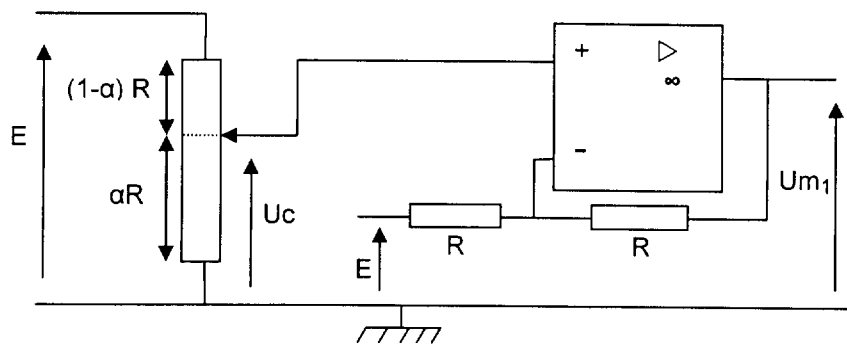 (1-α) R
E
αR
Uc
+
▷
∞
-
Um₁
R
R
E